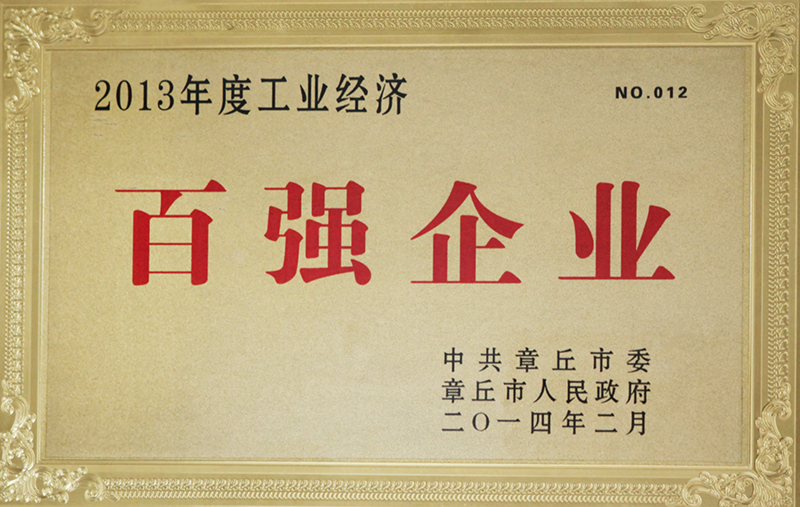 2013年度工业经济
NO.012
百强企业
中共章丘市委
章丘市人民政府
二〇一四年二月